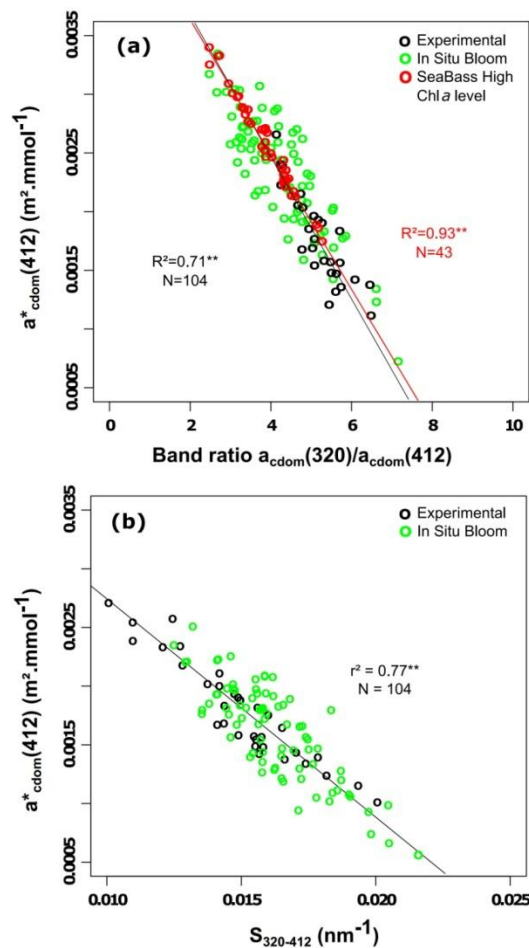 (a)
Experimental
In Situ Bloom
SeaBass High
Chla level
R²=0.71**
N=104
R²=0.93**
N=43
a*cdom(412) (m².mmol-1)
0.0035
0.0025
0.0015
0.0005
0 2 4 6 8 10
Band ratio acdom(320)/acdom(412)
(b)
Experimental
In Situ Bloom
r² = 0.77**
N = 104
a*cdom(412) (m².mmol-1)
0.0035
0.0025
0.0015
0.0005
0.010 0.015 0.020 0.025
S320-412 (nm-1)